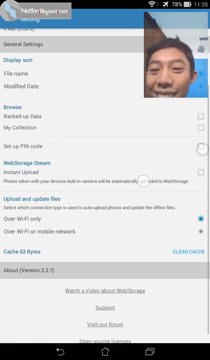 11:35
Setting
General Settings
Display sort:
File name
Modified Date
Browse:
Backed-up Data
My Collection
Set up PIN code
WebStorage Stream
Instant Upload
Photos taken with your devices built-in camera will be automatically uploaded to WebStorage.
Upload and update files
Select which connection type is used to auto-upload photos and update the offline files.
Over Wi-Fi only
Over Wi-Fi or mobile network
Cache 63 Bytes CLEAR CACHE
About (Version:2.2.7)
Watch a Video about WebStorage
Support
Visit our forum
Open source licenses